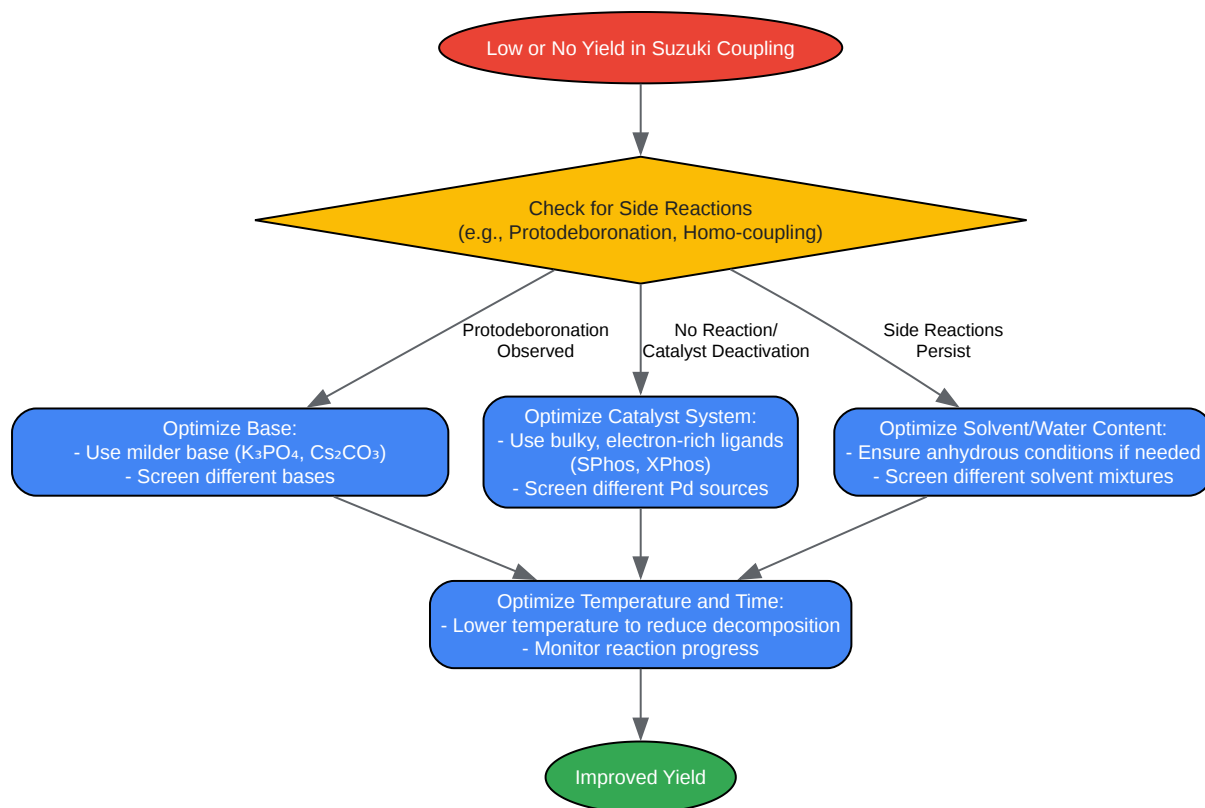 Low or No Yield in Suzuki Coupling
Check for Side Reactions
(e.g., Protodeboronation, Homo-coupling)
Protodeboronation
Observed
No Reaction/
Catalyst Deactivation
Side Reactions
Persist
Optimize Base:
- Use milder base (K₃PO₄, Cs₂CO₃)
- Screen different bases
Optimize Catalyst System:
- Use bulky, electron-rich ligands
(SPhos, XPhos)
- Screen different Pd sources
Optimize Solvent/Water Content:
- Ensure anhydrous conditions if needed
- Screen different solvent mixtures
Optimize Temperature and Time:
- Lower temperature to reduce decomposition
- Monitor reaction progress
Improved Yield